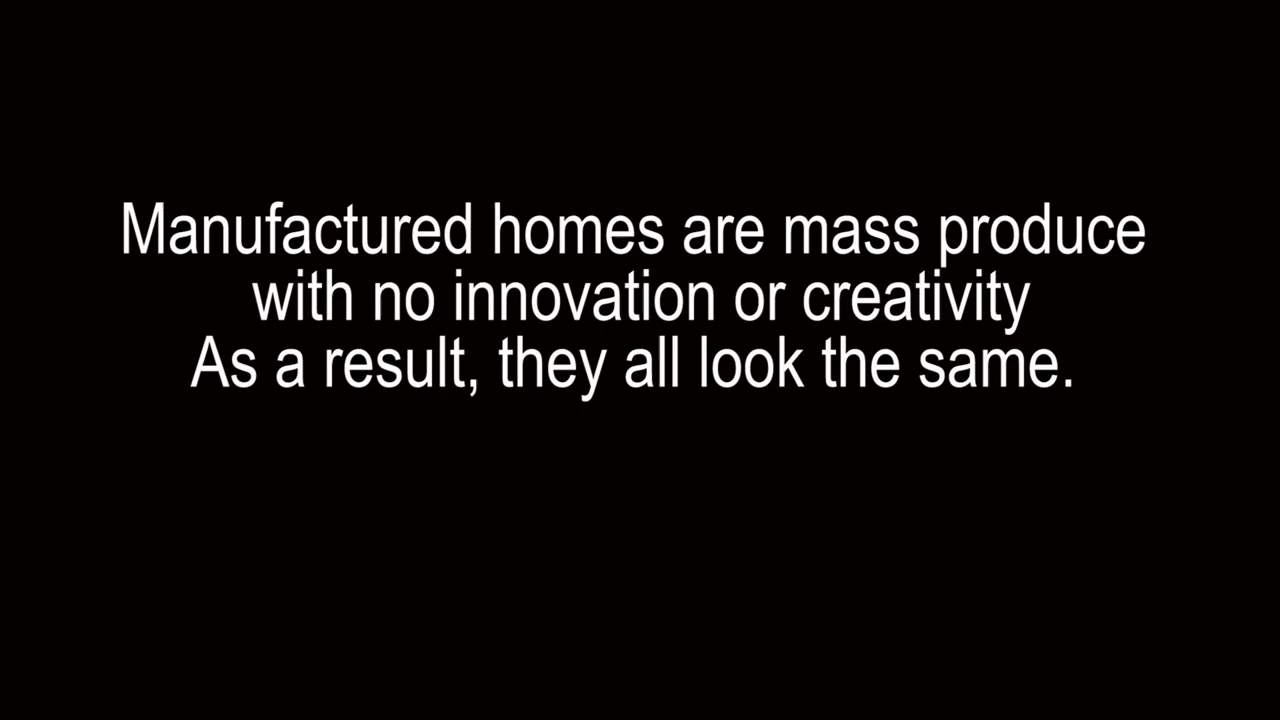 Manufactured homes are mass produce
with no innovation or creativity
As a result, they all look the same.